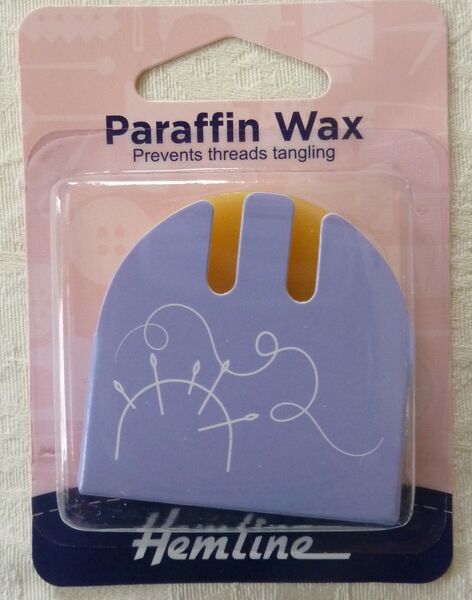 Paraffin Wax
Prevents threads tangling
Hemline